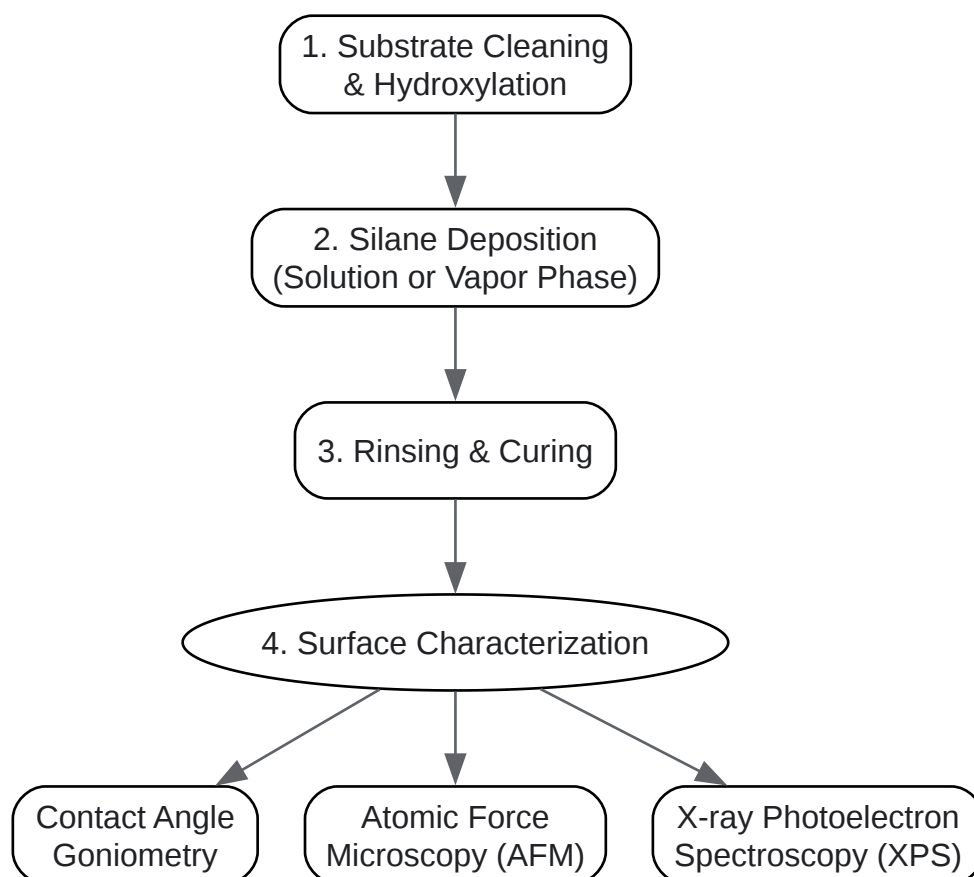 1. Substrate Cleaning
& Hydroxylation
2. Silane Deposition
(Solution or Vapor Phase)
3. Rinsing & Curing
4. Surface Characterization
Contact Angle
Goniometry
Atomic Force
Microscopy (AFM)
X-ray Photoelectron
Spectroscopy (XPS)